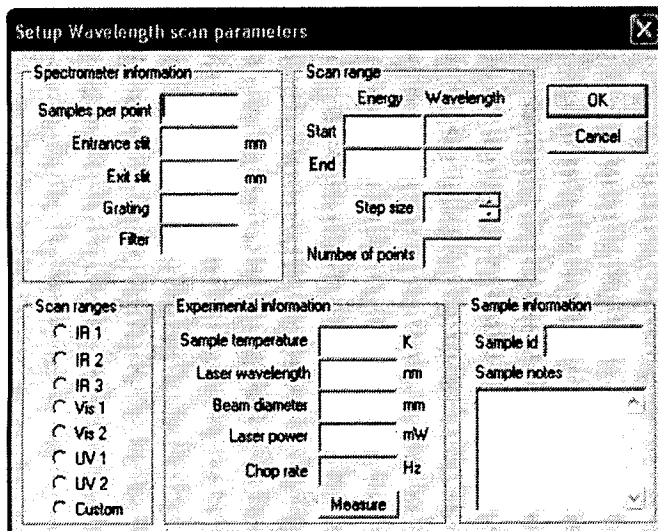 Setup Wavelength scan parameters
Spectrometer information
Samples per point
Entrance slit mm
Exit slit mm
Grating
Filter
Scan range
Energy Wavelength
Start
End
Step size
Number of points
OK
Cancel
Scan ranges
IR 1
IR 2
IR 3
Vis 1
Vis 2
UV 1
UV 2
Custom
Experimental information
Sample temperature K
Laser wavelength nm
Beam diameter mm
Laser power mW
Chop rate Hz
Measure
Sample information
Sample id
Sample notes